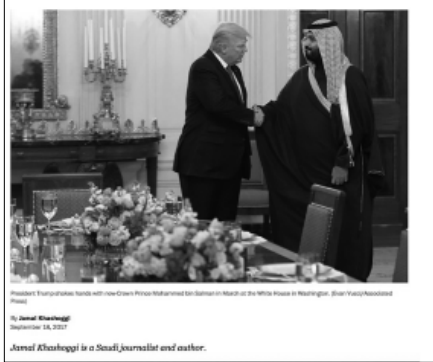 President Trump shakes hands with now-Crown Prince Mohammed bin Salman in March at the White House in Washington. (Evan Vucci/Associated
Press)
By Jamal Khashoggi
September 18, 2017
Jamal Khashoggi is a Saudi journalist and author.